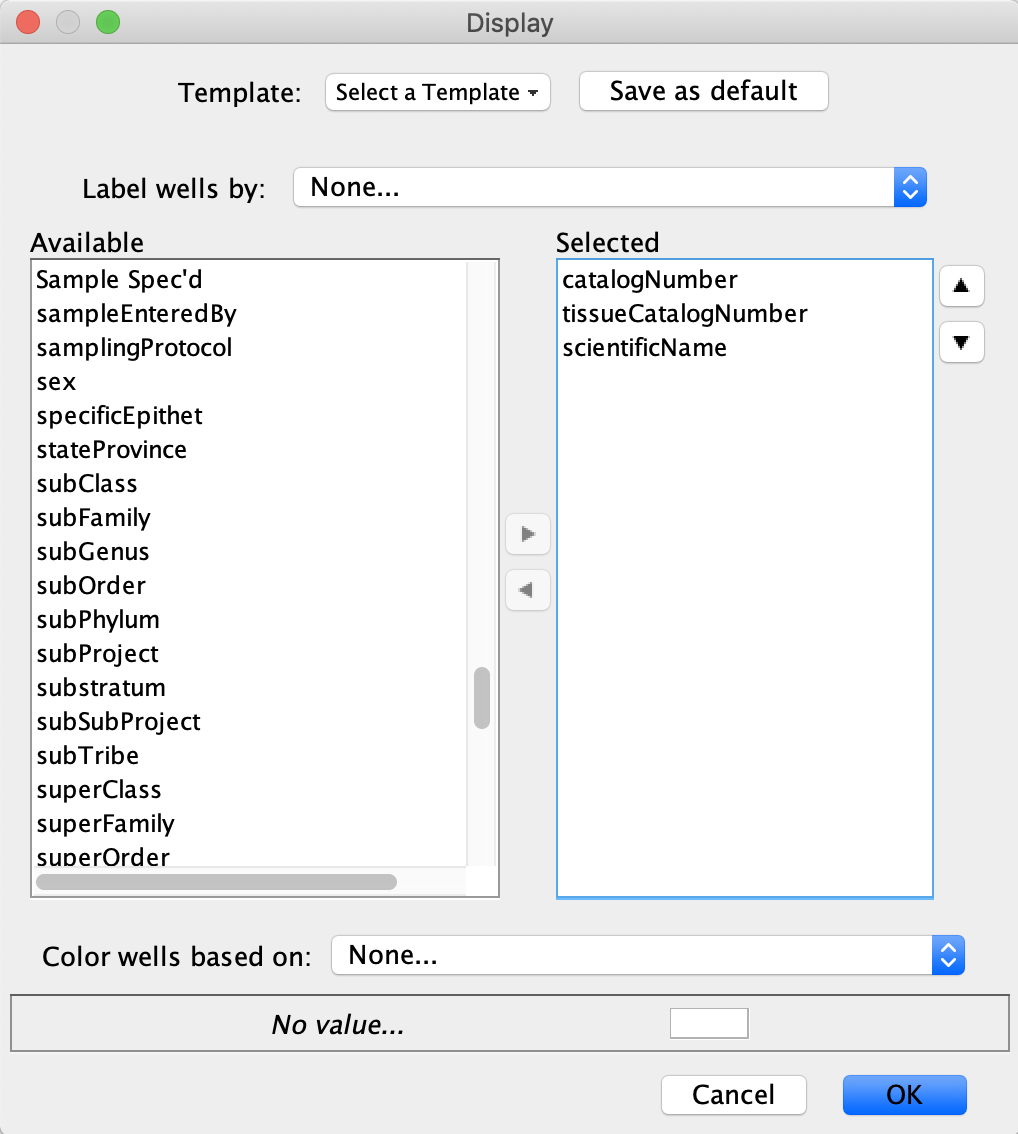 Display
Template: Select a Template Save as default
Label wells by: None...
Available
Sample Spec'd
sampleEnteredBy
samplingProtocol
sex
specificEpithet
stateProvince
subClass
subFamily
subGenus
subOrder
subPhylum
subProject
substratum
subSubProject
subTribe
superClass
superFamily
superOrder
Selected
catalogNumber
tissueCatalogNumber
scientificName
Color wells based on: None...
No value...
Cancel OK